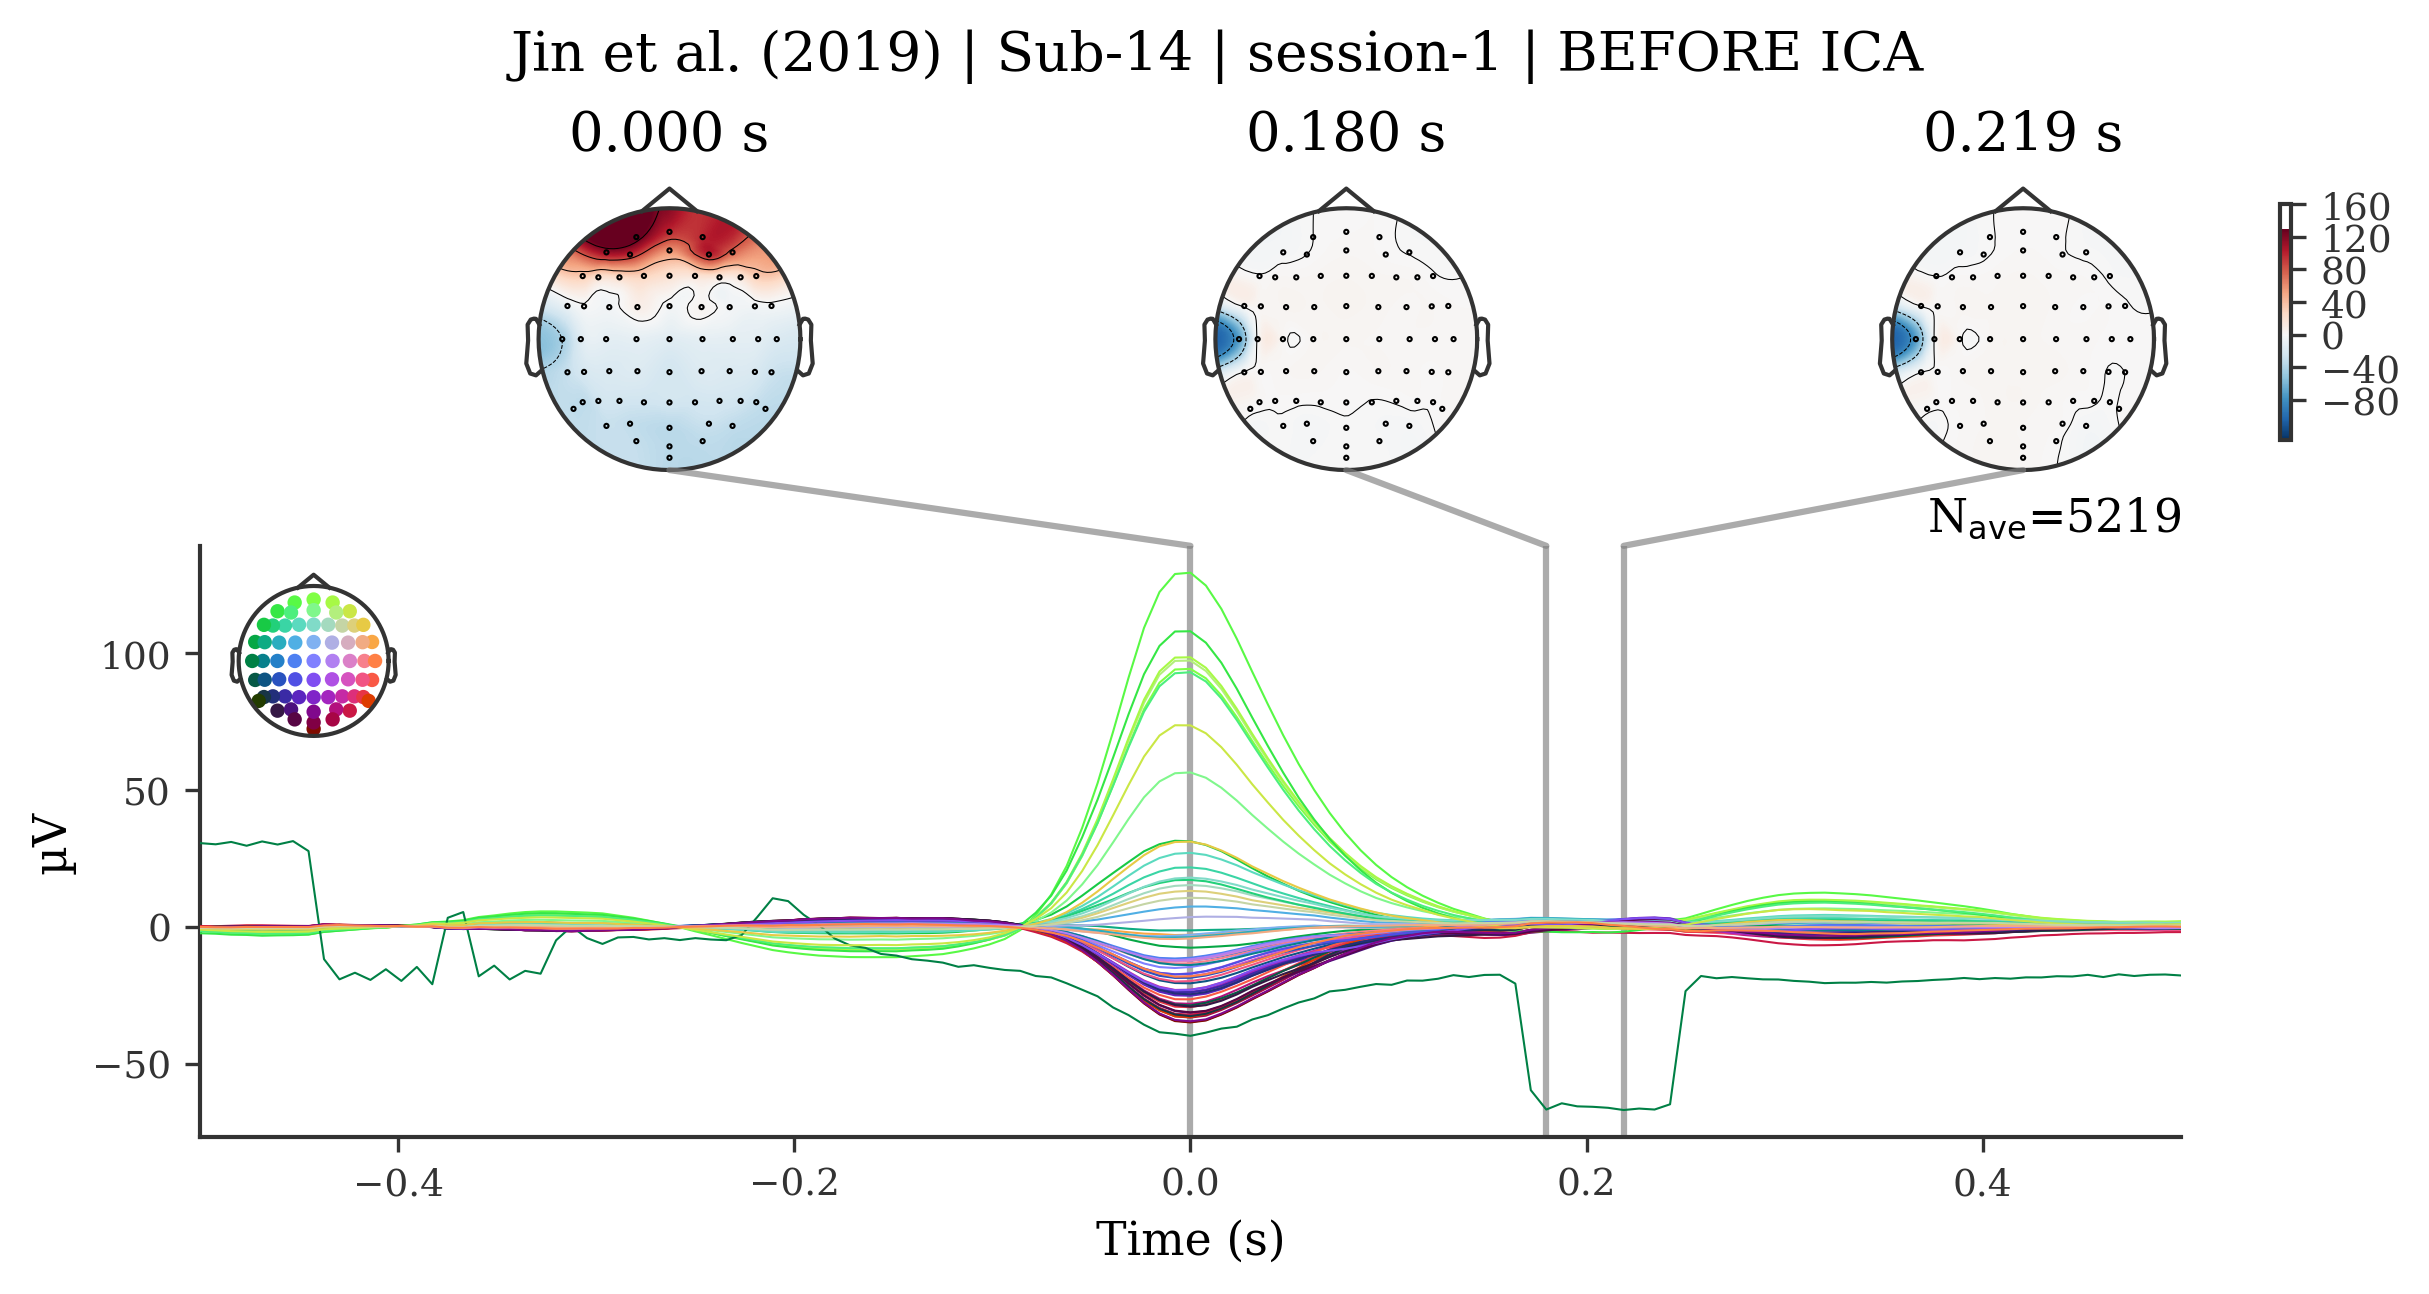 Jin et al. (2019) | Sub-14 | session-1 | BEFORE ICA
0.000 s
0.180 s
0.219 s
160
120
80
40
0
−40
−80
Nave=5219
100
50
0
−50
µV
−0.4
−0.2
0.0
0.2
0.4
Time (s)